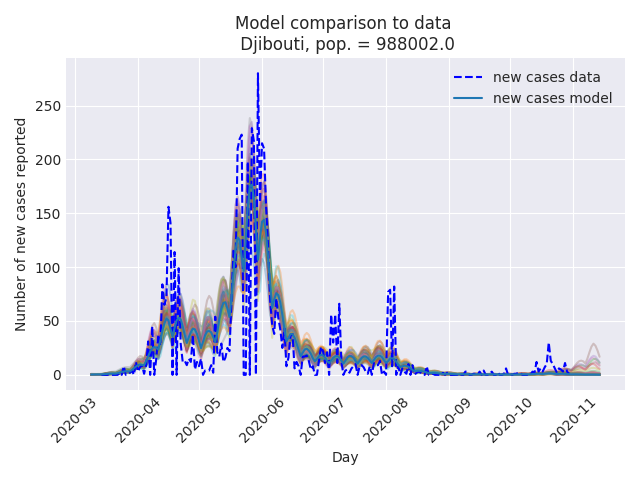 Model comparison to data
Djibouti, pop. = 988002.0
new cases data
new cases model
Number of new cases reported
250
200
150
100
50
0
2020-03
2020-04
2020-05
2020-06
2020-07
2020-08
2020-09
2020-10
2020-11
Day